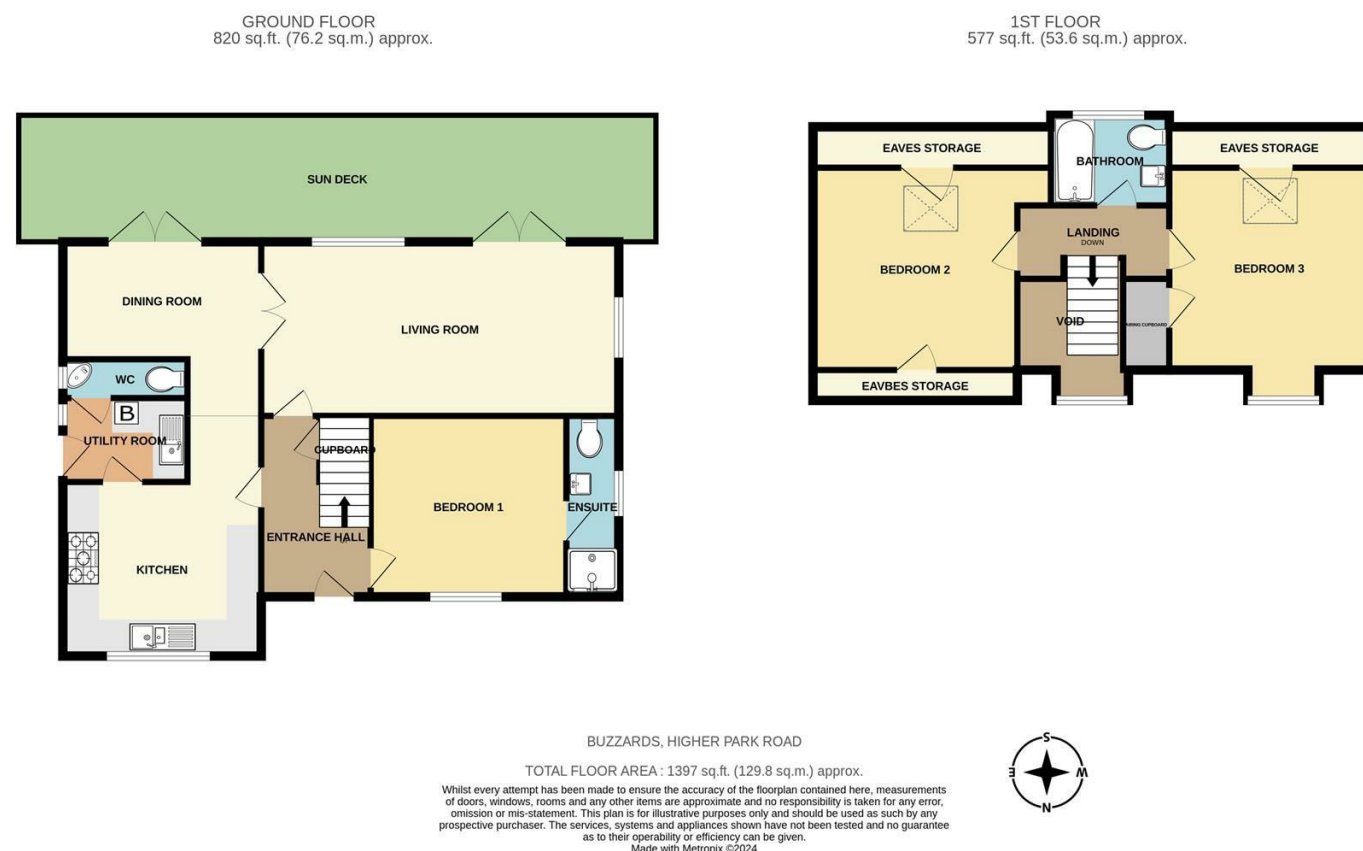 GROUND FLOOR
820 sq.ft. (76.2 sq.m.) approx.
SUN DECK
DINING ROOM
LIVING ROOM
WC
B
UTILITY ROOM
CUPBOARD
BEDROOM 1
ENSUITE
ENTRANCE HALL
KITCHEN
1ST FLOOR
577 sq.ft. (53.6 sq.m.) approx.
EAVES STORAGE
BATHROOM
EAVES STORAGE
LANDING
DOWN
BEDROOM 2
BEDROOM 3
VOID
CUPBOARD
EAVBES STORAGE
BUZZARDS, HIGHER PARK ROAD
TOTAL FLOOR AREA : 1397 sq.ft. (129.8 sq.m.) approx.
Whilst every attempt has been made to ensure the accuracy of the floorplan contained here, measurements
of doors, windows, rooms and any other items are approximate and no responsibility is taken for any error,
omission or mis-statement. This plan is for illustrative purposes only and should be used as such by any
prospective purchaser. The services, systems and appliances shown have not been tested and no guarantee
as to their operability or efficiency can be given.
Made with Metropix ©2024
S
E
W
N